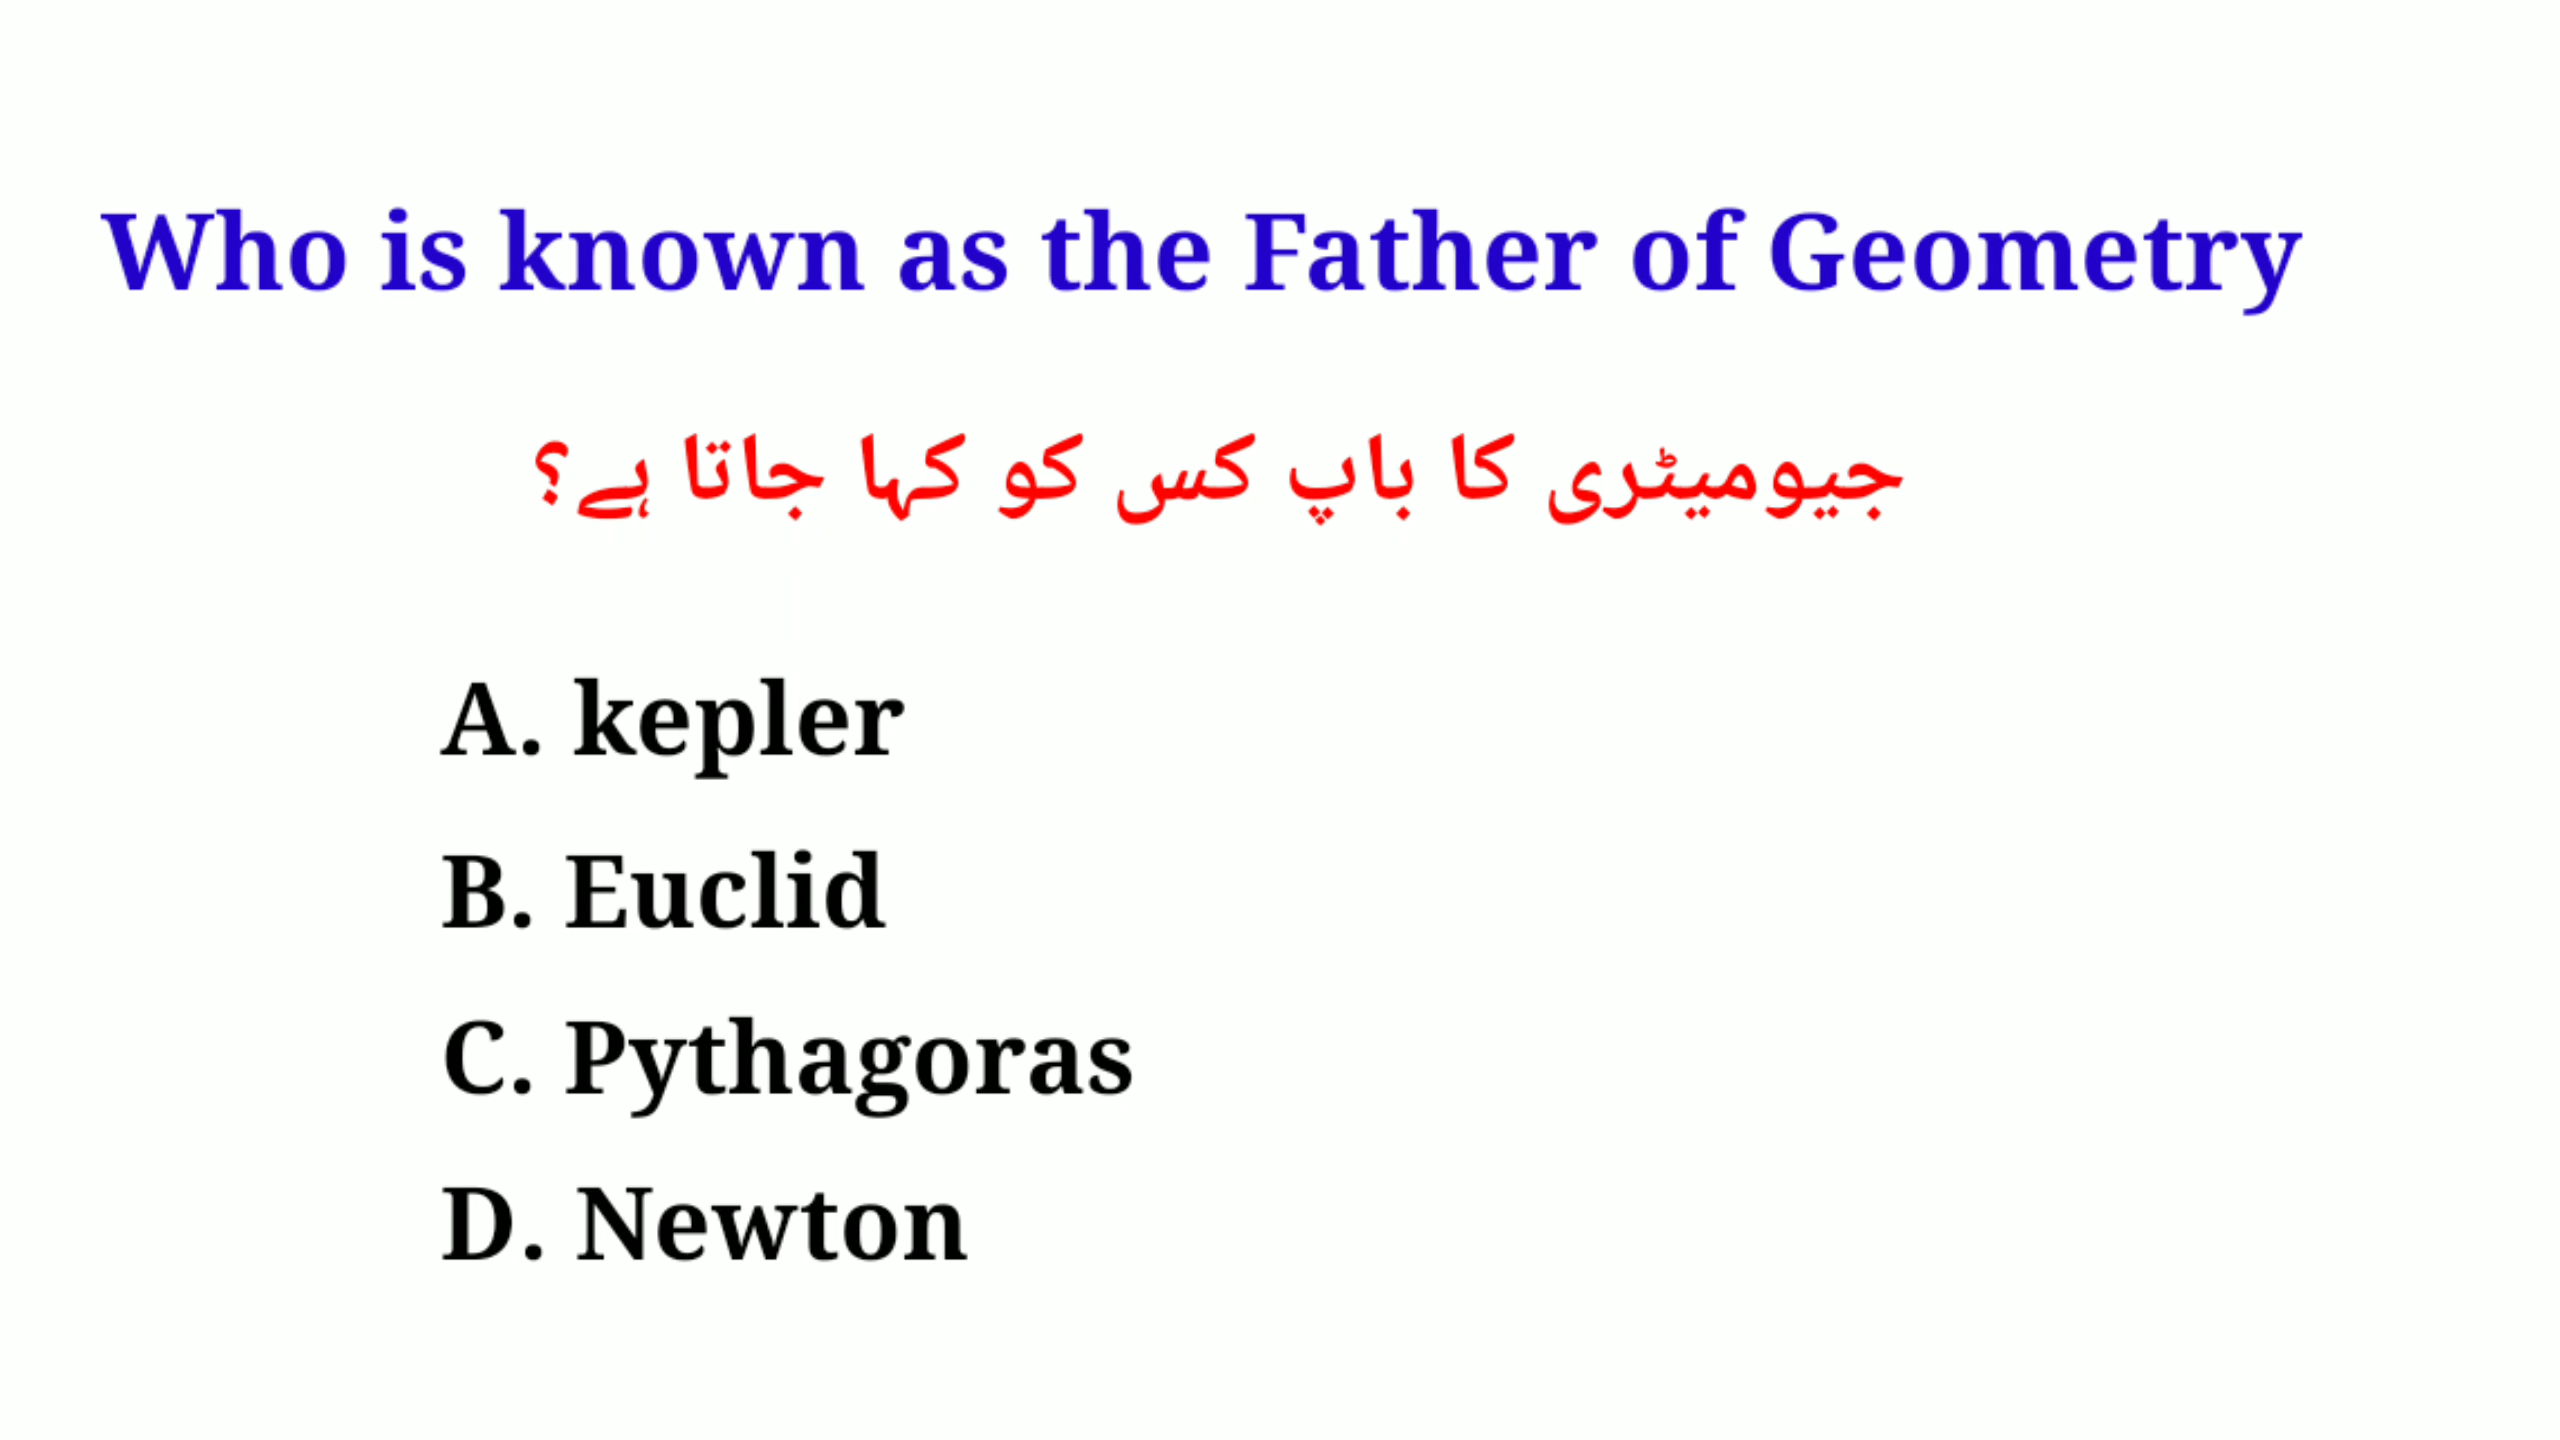 Who is known as the Father of Geometry
جیومیٹری کا باپ کس کو کہا جاتا ہے؟
A. kepler
B. Euclid
C. Pythagoras
D. Newton